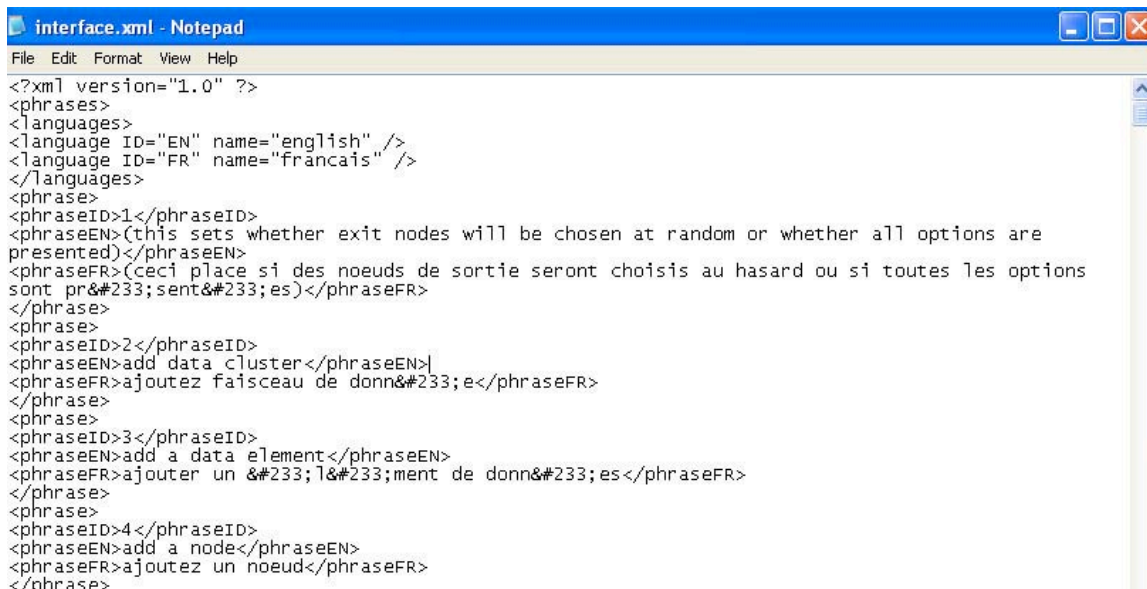 interface.xml - Notepad
File Edit Format View Help
<?xml version="1.0" ?>
<phrases>
<languages>
<language ID="EN" name="english" />
<language ID="FR" name="francais" />
</languages>
<phrase>
<phraseID>1</phraseID>
<phraseEN>(this sets whether exit nodes will be chosen at random or whether all options are
presented)</phraseEN>
<phraseFR>(ceci place si des noeuds de sortie seront choisis au hasard ou si toutes les options
sont pr&#233;sent&#233;es)</phraseFR>
</phrase>
<phrase>
<phraseID>2</phraseID>
<phraseEN>add data cluster</phraseEN>
<phraseFR>ajoutez faisceau de donn&#233;e</phraseFR>
</phrase>
<phrase>
<phraseID>3</phraseID>
<phraseEN>add a data element</phraseEN>
<phraseFR>ajouter un &#233;l&#233;ment de donn&#233;es</phraseFR>
</phrase>
<phrase>
<phraseID>4</phraseID>
<phraseEN>add a node</phraseEN>
<phraseFR>ajoutez un noeud</phraseFR>
</phrase>